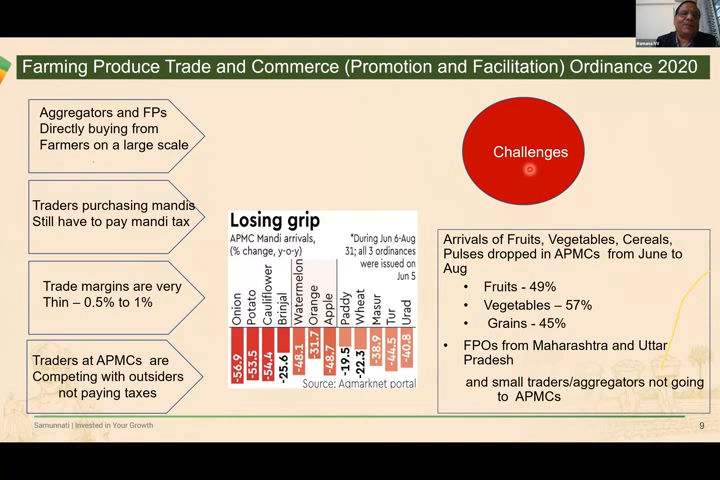 Ramana VV
Farming Produce Trade and Commerce (Promotion and Facilitation) Ordinance 2020
Aggregators and FPs
Directly buying from
Farmers on a large scale
Traders purchasing mandis
Still have to pay mandi tax
Trade margins are very
Thin – 0.5% to 1%
Traders at APMCs are
Competing with outsiders
not paying taxes
Losing grip
APMC Mandi arrivals,
(% change, y-o-y)
*During Jun 6-Aug
31; all 3 ordinances
were issued on
Jun 5
Onion
Potato
Cauliflower
Brinjal
Watermelon
Orange
Apple
Paddy
Wheat
Masur
Tur
Urad
-56.9
-53.5
-54.4
-25.6
-48.1
-31.7
-48.7
-19.5
-22.3
-38.9
-44.5
-40.8
Source: Agmarknet portal
Challenges
Arrivals of Fruits, Vegetables, Cereals,
Pulses dropped in APMCs from June to
Aug
• Fruits - 49%
• Vegetables – 57%
• Grains - 45%
• FPOs from Maharashtra and Uttar
Pradesh
and small traders/aggregators not going
to APMCs
Samunnati | Invested in Your Growth
9